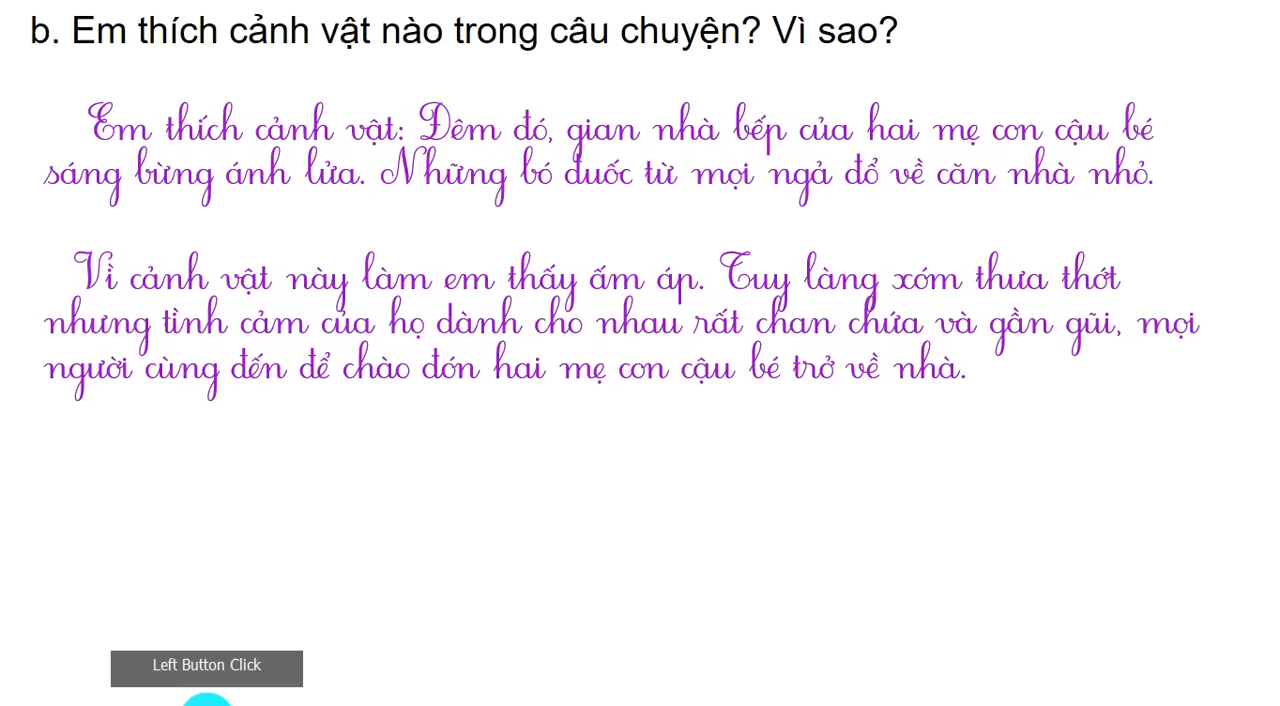 b. Em thích cảnh vật nào trong câu chuyện? Vì sao?
Em thích cảnh vật: Đêm đó, gian nhà bếp của hai mẹ con cậu bé
sáng bừng ánh lửa. Những bó đuốc từ mọi ngả đổ về căn nhà nhỏ.
Vì cảnh vật này làm em thấy ấm áp. Tuy làng xóm thưa thớt
nhưng tình cảm của họ dành cho nhau rất chan chứa và gần gũi, mọi
người cùng đến để chào đón hai mẹ con cậu bé trở về nhà.
Left Button Click